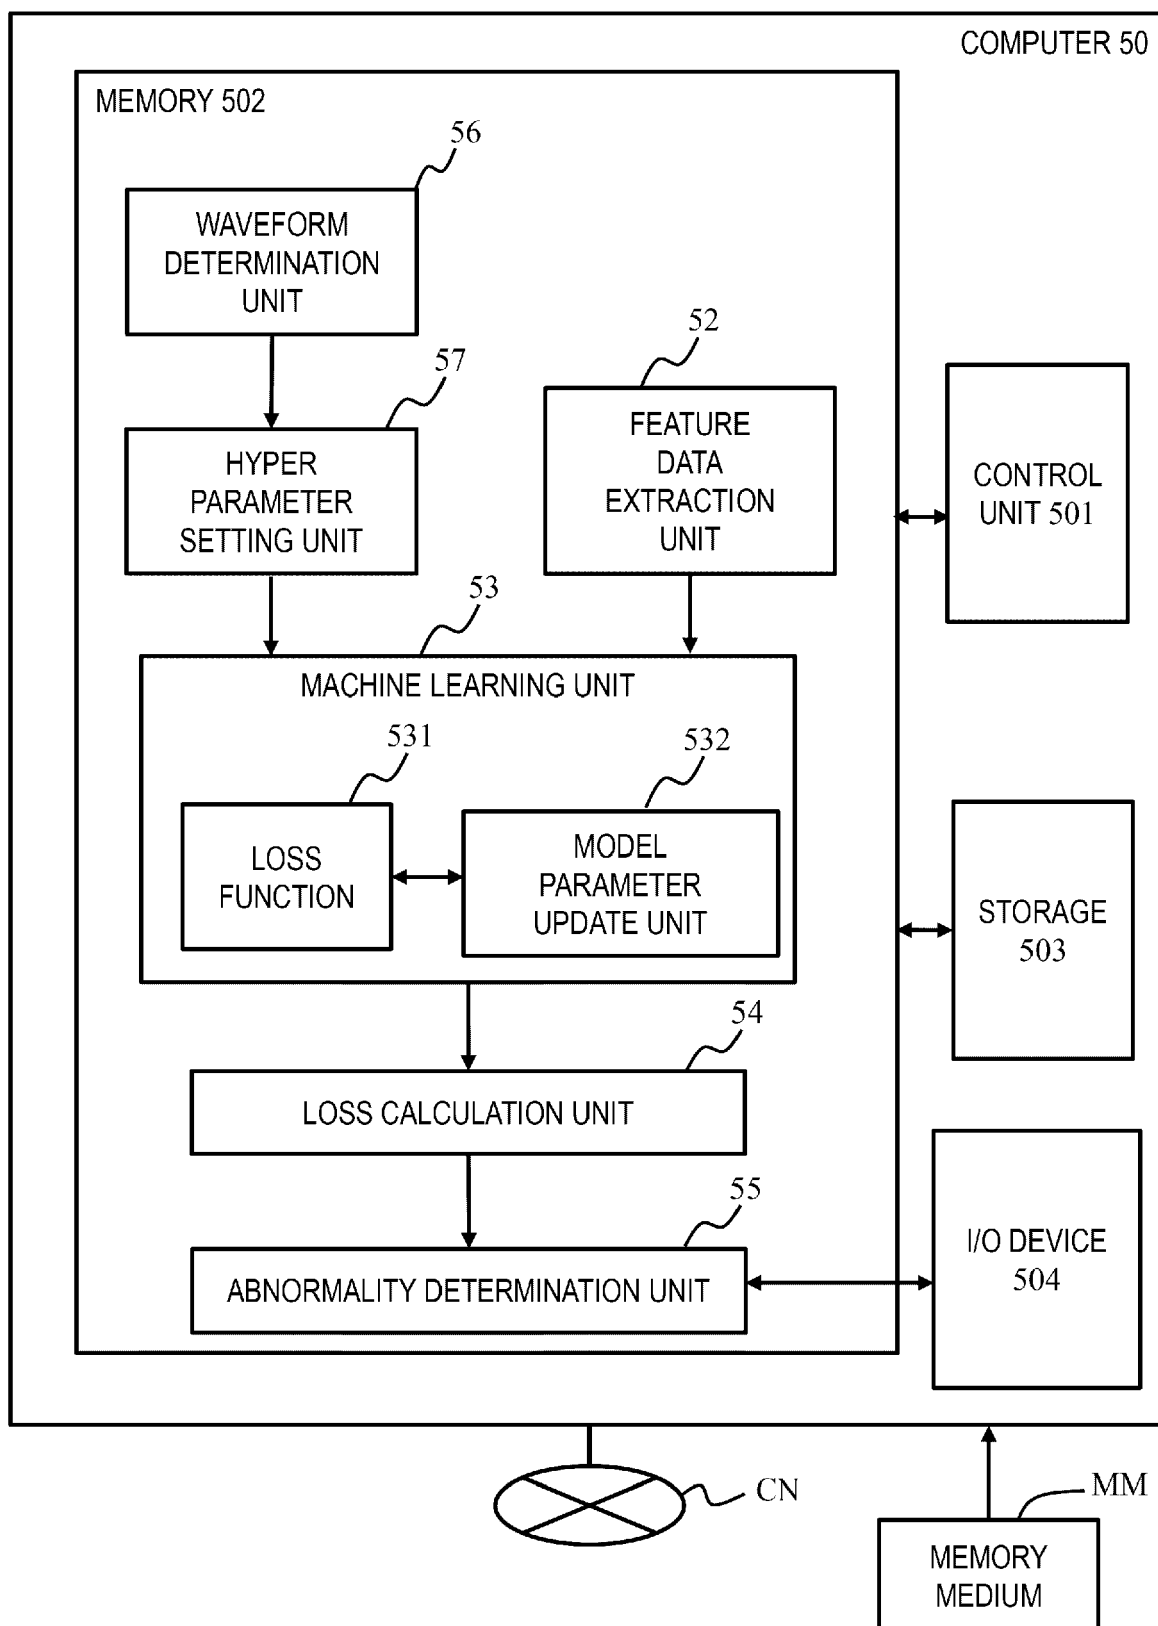 COMPUTER 50
MEMORY 502
56
WAVEFORM
DETERMINATION
UNIT
57
HYPER
PARAMETER
SETTING UNIT
52
FEATURE
DATA
EXTRACTION
UNIT
CONTROL
UNIT 501
53
MACHINE LEARNING UNIT
531
LOSS
FUNCTION
532
MODEL
PARAMETER
UPDATE UNIT
STORAGE
503
54
LOSS CALCULATION UNIT
55
ABNORMALITY DETERMINATION UNIT
I/O DEVICE
504
CN
MM
MEMORY
MEDIUM